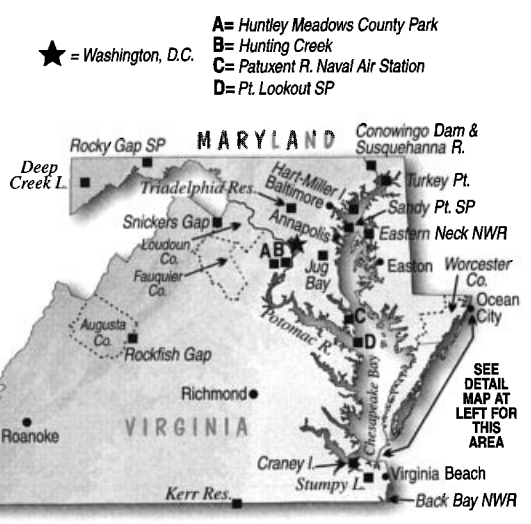 A= Huntley Meadows County Park
★ = Washington, D.C.
B= Hunting Creek
C= Patuxent R. Naval Air Station
D= Pt. Lookout SP
MARYLAND
Conowingo Dam &
Susquehanna R.
Rocky Gap SP
Deep
Creek L.
Hart-Miller I.
Baltimore
Turkey Pt.
Triadelphia Res.
Sandy Pt. SP
Annapolis
Snickers Gap
Eastern Neck NWR
Loudoun
Co.
A B
Jug
Bay
Easton
Worcester
Co.
Fauquier
Co.
Ocean
City
Augusta
Co.
Potomac R.
C
D
Rockfish Gap
SEE
DETAIL
MAP AT
LEFT FOR
THIS
AREA
Richmond
Chesapeake Bay
Roanoke
VIRGINIA
Craney I.
Stumpy L.
Virginia Beach
Kerr Res.
Back Bay NWR